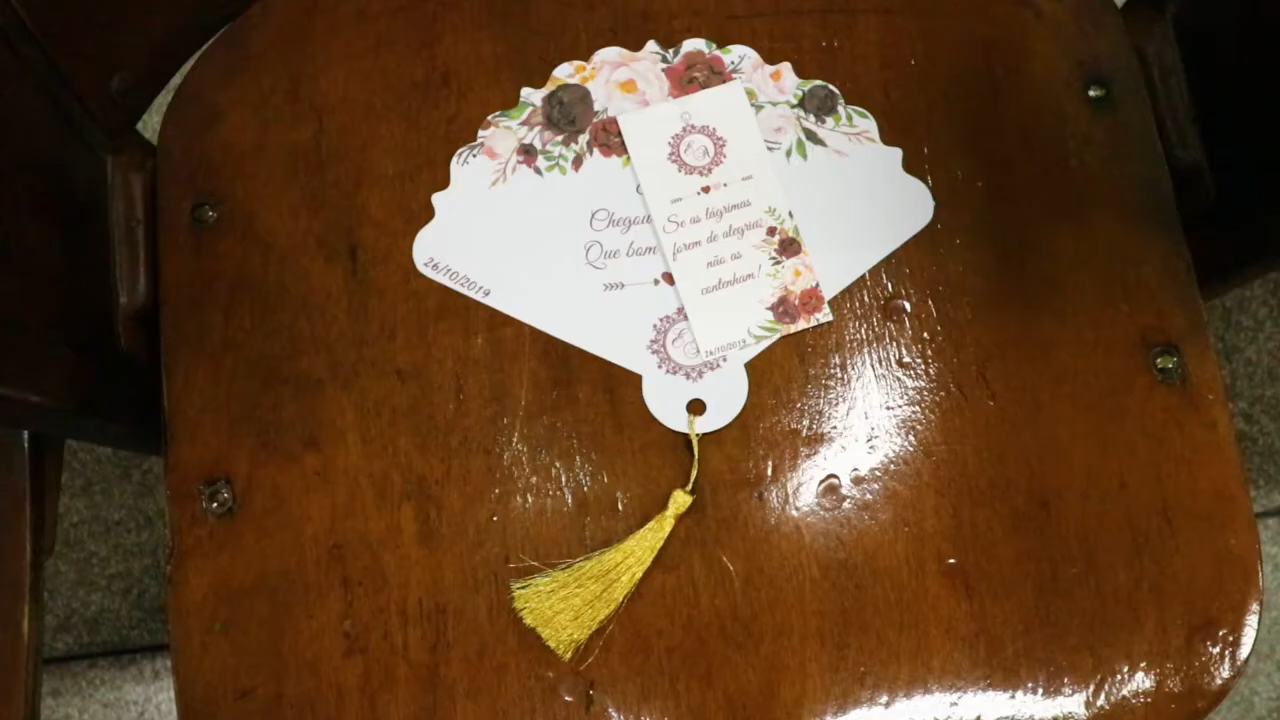 Chegou
Que bom
26/10/2019
Se as lágrimas
forem de alegria,
não as
contenham!
26/10/2019